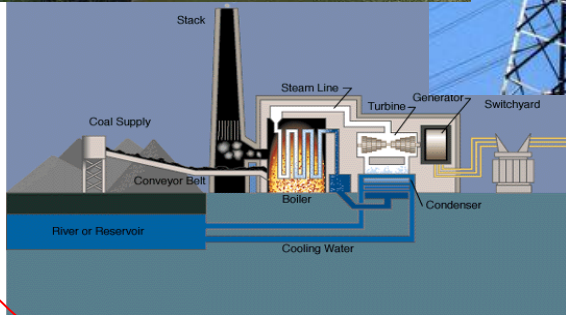 Stack
Steam Line
Turbine
Generator
Switchyard
Coal Supply
Conveyor Belt
Boiler
Condenser
River or Reservoir
Cooling Water